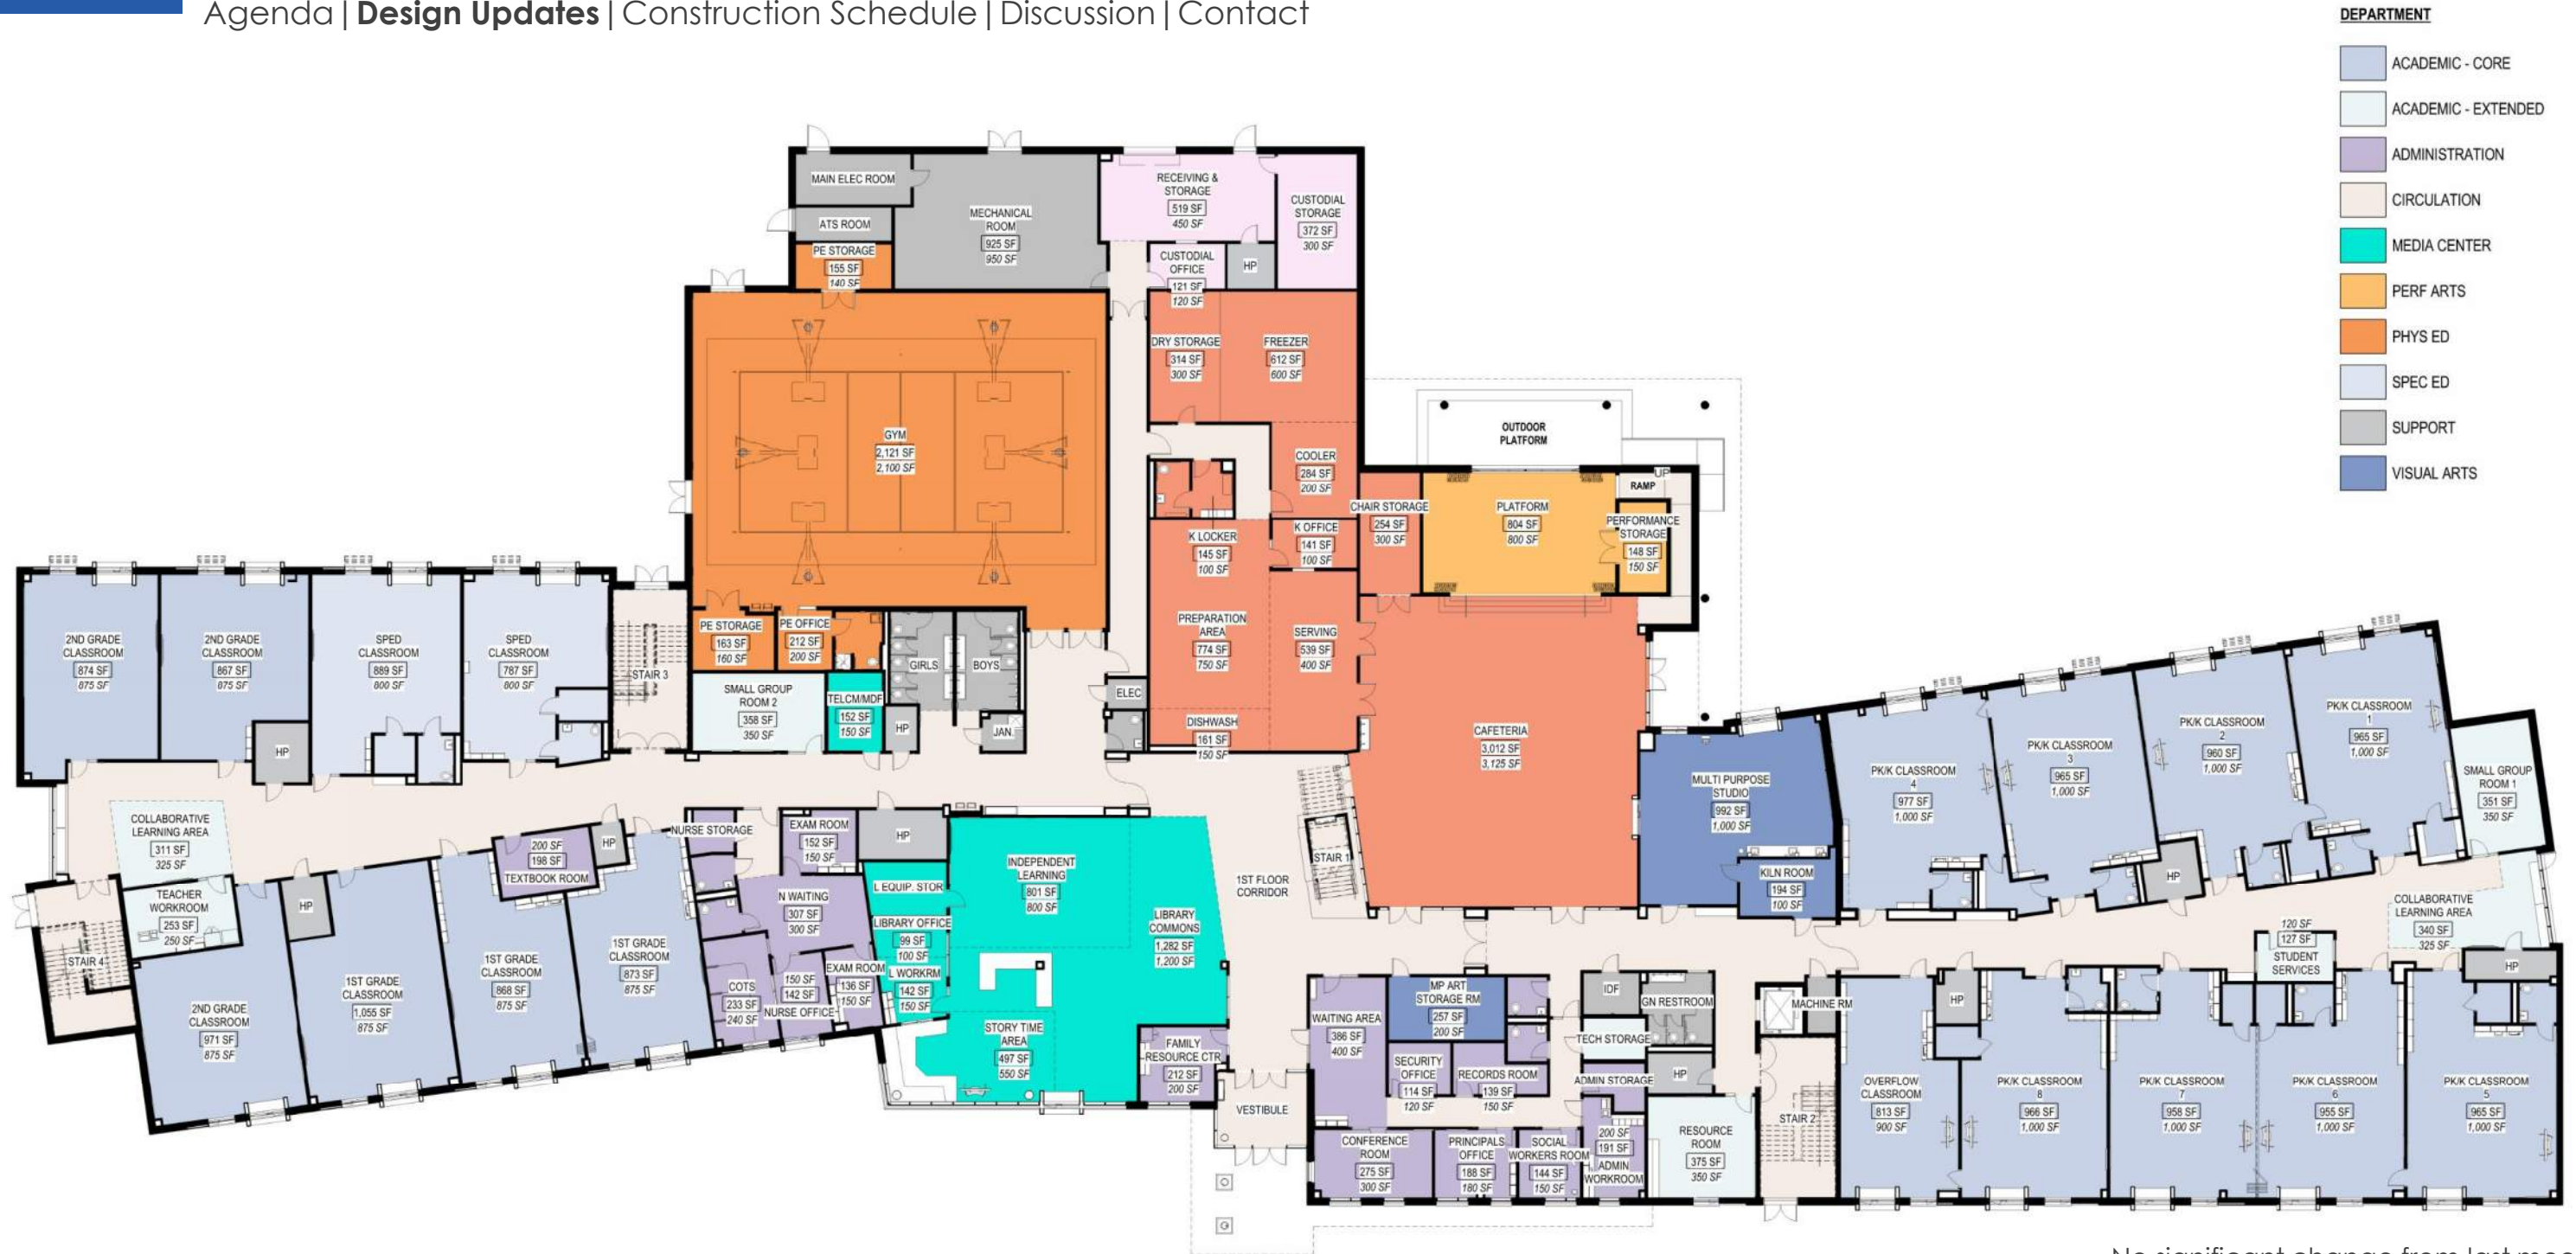 Agenda|Design Updates|Construction Schedule|Discussion|Contact
DEPARTMENT
ACADEMIC - CORE
ACADEMIC - EXTENDED
ADMINISTRATION
CIRCULATION
MEDIA CENTER
PERF ARTS
PHYS ED
SPEC ED
SUPPORT
VISUAL ARTS
MAIN ELEC ROOM
ATS ROOM
PE STORAGE
155 SF
140 SF
MECHANICAL
ROOM
925 SF
950 SF
RECEIVING &
STORAGE
519 SF
450 SF
CUSTODIAL
STORAGE
372 SF
300 SF
CUSTODIAL
OFFICE
121 SF
120 SF
HP
DRY STORAGE
314 SF
300 SF
FREEZER
612 SF
600 SF
GYM
2,121 SF
2,100 SF
COOLER
284 SF
200 SF
OUTDOOR
PLATFORM
UP
RAMP
CHAIR STORAGE
254 SF
300 SF
PLATFORM
804 SF
800 SF
PERFORMANCE
STORAGE
148 SF
150 SF
K LOCKER
145 SF
100 SF
K OFFICE
141 SF
100 SF
PREPARATION
AREA
774 SF
750 SF
SERVING
539 SF
400 SF
DISHWASH
161 SF
150 SF
CAFETERIA
3,012 SF
3,125 SF
2ND GRADE
CLASSROOM
874 SF
875 SF
2ND GRADE
CLASSROOM
867 SF
875 SF
SPED
CLASSROOM
889 SF
800 SF
SPED
CLASSROOM
787 SF
800 SF
HP
STAIR 3
PE STORAGE
163 SF
160 SF
PE OFFICE
212 SF
200 SF
GIRLS
BOYS
SMALL GROUP
ROOM 2
358 SF
350 SF
TELCM/MDF
152 SF
150 SF
HP
JAN.
ELEC
MULTI PURPOSE
STUDIO
992 SF
1,000 SF
KILN ROOM
194 SF
100 SF
PK/K CLASSROOM
4
977 SF
1,000 SF
PK/K CLASSROOM
3
965 SF
1,000 SF
PK/K CLASSROOM
2
960 SF
1,000 SF
PK/K CLASSROOM
1
965 SF
1,000 SF
SMALL GROUP
ROOM 1
351 SF
350 SF
HP
COLLABORATIVE
LEARNING AREA
340 SF
325 SF
120 SF
127 SF
STUDENT
SERVICES
HP
COLLABORATIVE
LEARNING AREA
311 SF
325 SF
TEACHER
WORKROOM
253 SF
250 SF
STAIR 4
HP
200 SF
198 SF
TEXTBOOK ROOM
HP
2ND GRADE
CLASSROOM
971 SF
875 SF
1ST GRADE
CLASSROOM
1,055 SF
875 SF
1ST GRADE
CLASSROOM
868 SF
875 SF
1ST GRADE
CLASSROOM
873 SF
875 SF
NURSE STORAGE
EXAM ROOM
152 SF
150 SF
HP
N WAITING
307 SF
300 SF
COTS
233 SF
240 SF
150 SF
142 SF
NURSE OFFICE
EXAM ROOM
136 SF
150 SF
L EQUIP. STOR
LIBRARY OFFICE
99 SF
100 SF
L WORKRM
142 SF
150 SF
INDEPENDENT
LEARNING
801 SF
800 SF
LIBRARY
COMMONS
1,282 SF
1,200 SF
STORY TIME
AREA
497 SF
550 SF
FAMILY
RESOURCE CTR
212 SF
200 SF
1ST FLOOR
CORRIDOR
STAIR 1
VESTIBULE
WAITING AREA
386 SF
400 SF
MP ART
STORAGE RM
257 SF
200 SF
SECURITY
OFFICE
114 SF
120 SF
RECORDS ROOM
139 SF
150 SF
CONFERENCE
ROOM
275 SF
300 SF
PRINCIPALS
OFFICE
188 SF
180 SF
SOCIAL
WORKERS ROOM
144 SF
150 SF
200 SF
191 SF
ADMIN
WORKROOM
IDF
GN RESTROOM
TECH STORAGE
ADMIN STORAGE
HP
RESOURCE
ROOM
375 SF
350 SF
MACHINE RM
STAIR 2
OVERFLOW
CLASSROOM
813 SF
900 SF
HP
PK/K CLASSROOM
8
966 SF
1,000 SF
PK/K CLASSROOM
7
958 SF
1,000 SF
PK/K CLASSROOM
6
955 SF
1,000 SF
PK/K CLASSROOM
5
965 SF
1,000 SF
No significant change from last